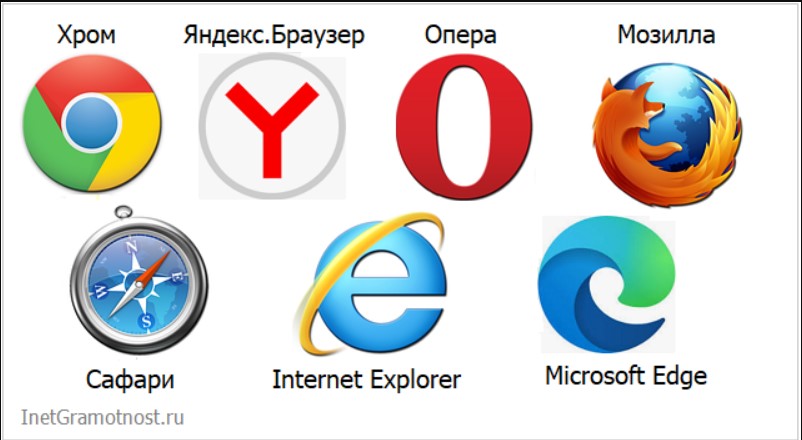 Хром Яндекс.Браузер Опера Мозилла
Y
N
E
W
S
Сафари Internet Explorer Microsoft Edge
InetGramotnost.ru